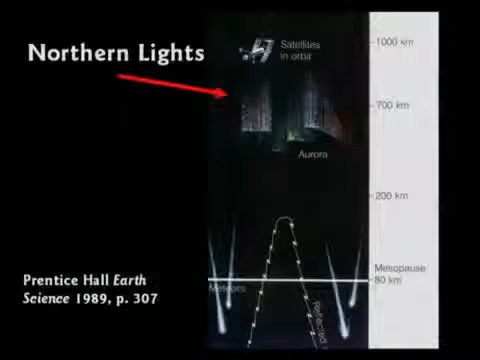 Northern Lights
Satellites
in orbit
1000 km
700 km
Aurora
200 km
Mesopause
80 km
Meteors
Reflected
Prentice Hall Earth
Science 1989, p. 307